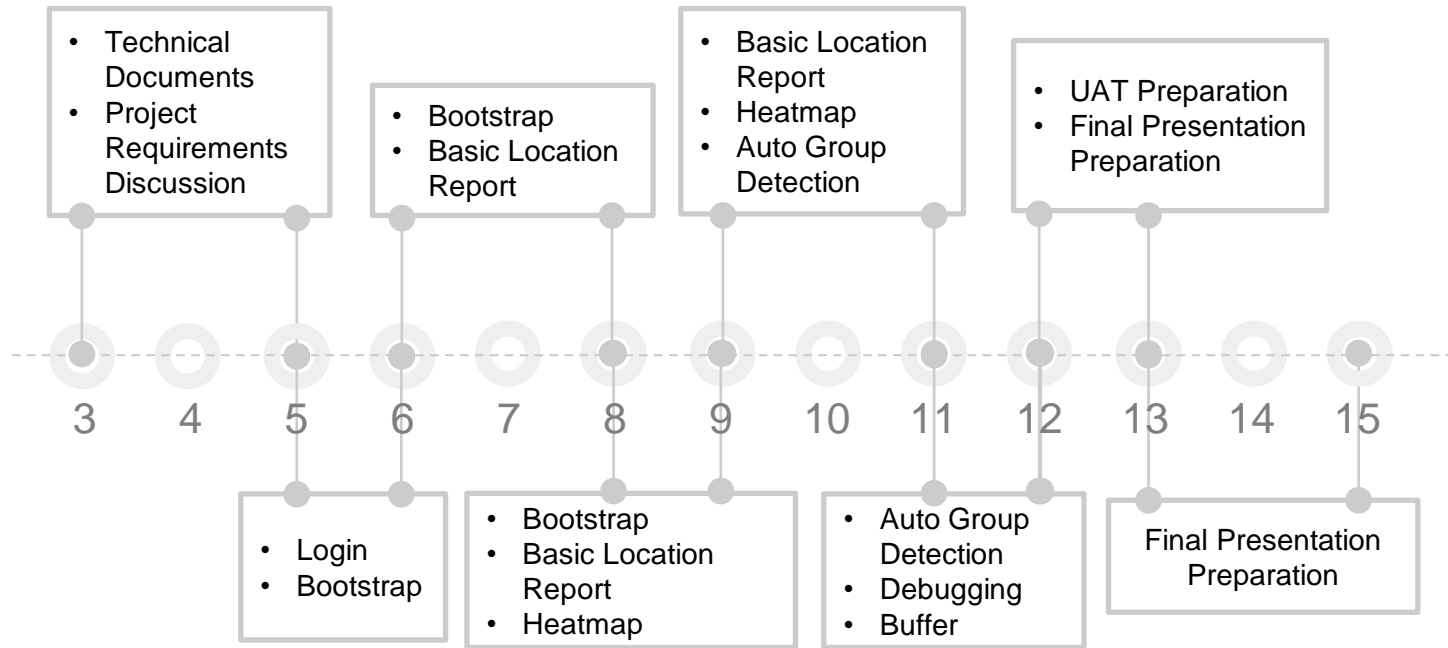 • Technical
Documents
• Project
Requirements
Discussion
• Bootstrap
• Basic Location
Report
• Basic Location
Report
• Heatmap
• Auto Group
Detection
• UAT Preparation
• Final Presentation
Preparation
3 4 5 6 7 8 9 10 11 12 13 14 15
• Login
• Bootstrap
• Bootstrap
• Basic Location
Report
• Heatmap
• Auto Group
Detection
• Debugging
• Buffer
Final Presentation
Preparation